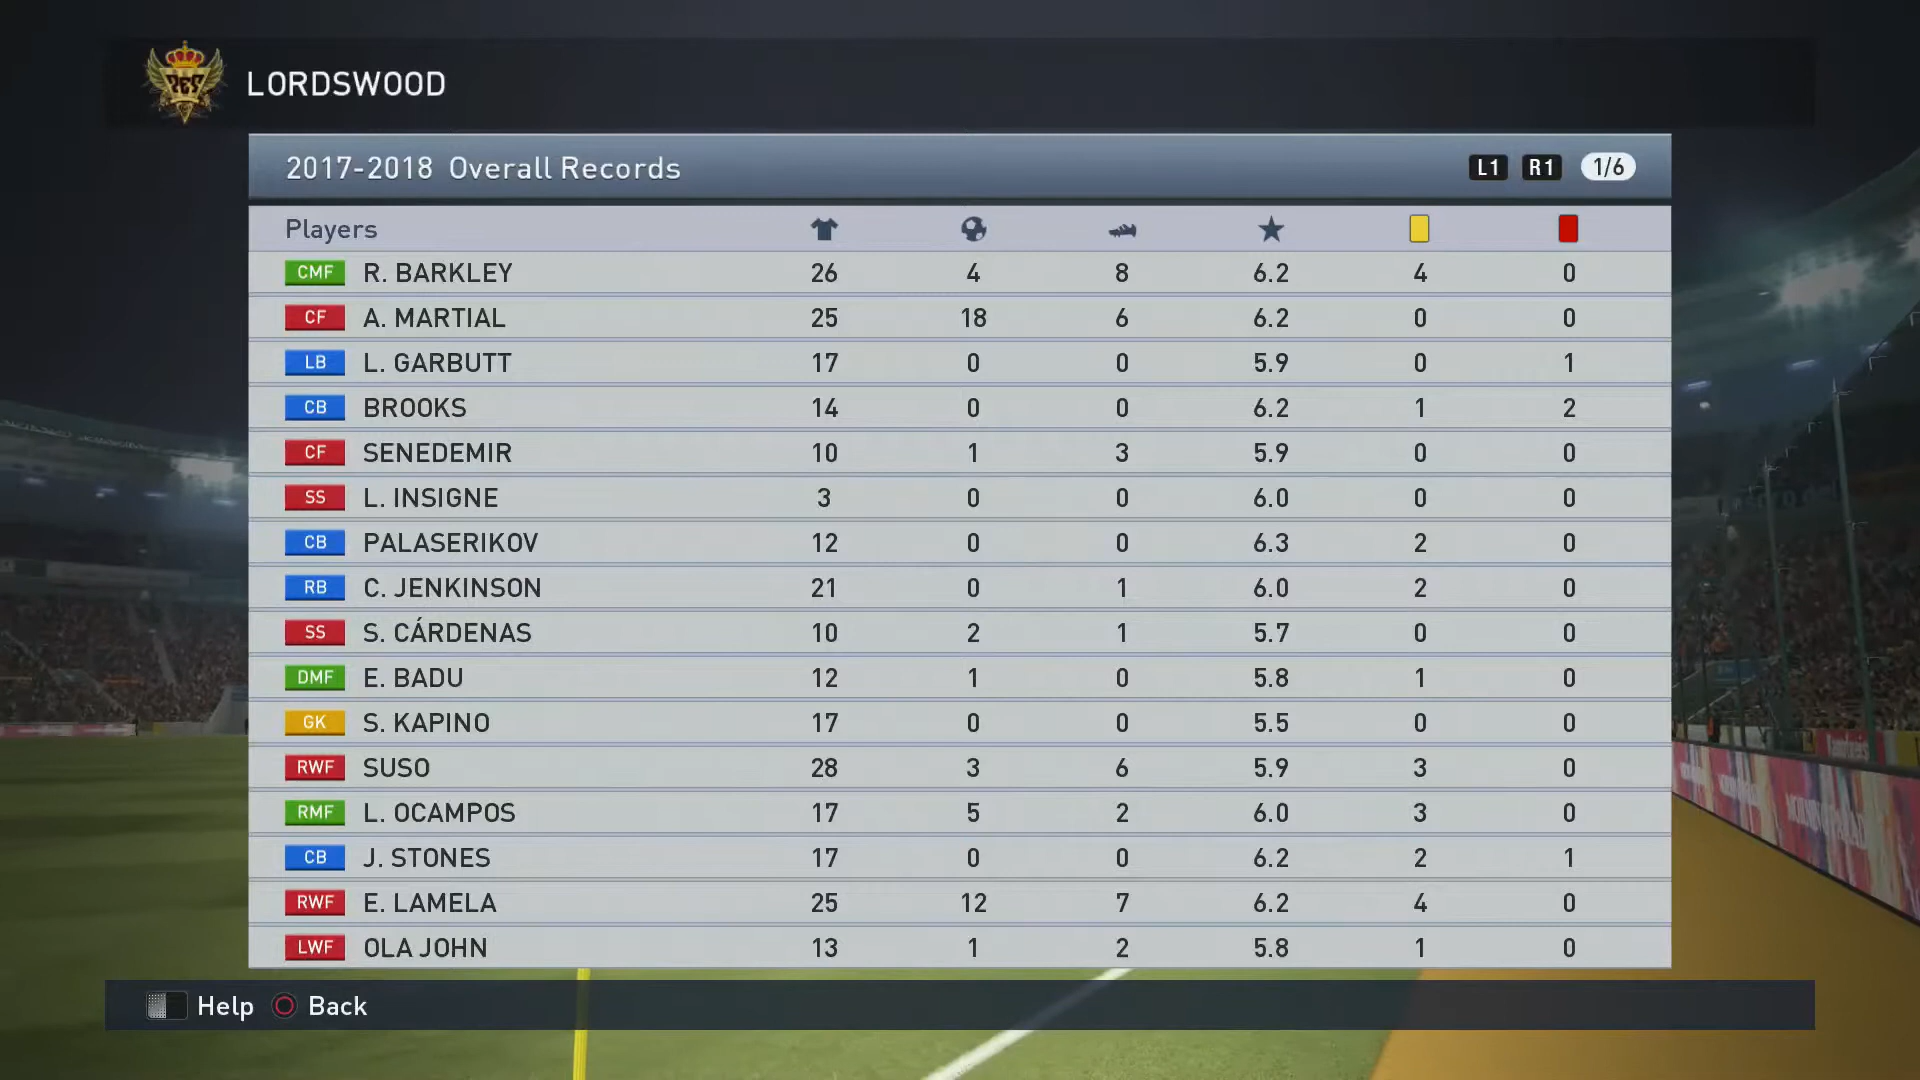 LORDSWOOD
2017-2018 Overall Records L1 R1 1/6
Players
CMF R. BARKLEY 26 4 8 6.2 4 0
CF A. MARTIAL 25 18 6 6.2 0 0
LB L. GARBUTT 17 0 0 5.9 0 1
CB BROOKS 14 0 0 6.2 1 2
CF SENEDEMIR 10 1 3 5.9 0 0
SS L. INSIGNE 3 0 0 6.0 0 0
CB PALASERIKOV 12 0 0 6.3 2 0
RB C. JENKINSON 21 0 1 6.0 2 0
SS S. CÁRDENAS 10 2 1 5.7 0 0
DMF E. BADU 12 1 0 5.8 1 0
GK S. KAPINO 17 0 0 5.5 0 0
RWF SUSO 28 3 6 5.9 3 0
RMF L. OCAMPOS 17 5 2 6.0 3 0
CB J. STONES 17 0 0 6.2 2 1
RWF E. LAMELA 25 12 7 6.2 4 0
LWF OLA JOHN 13 1 2 5.8 1 0
Help Back